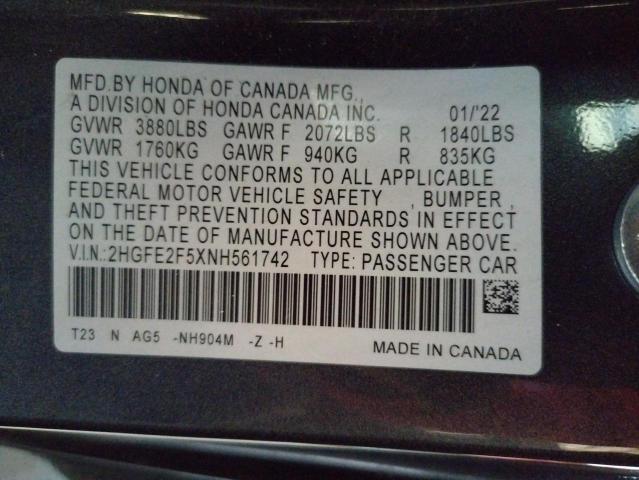 MFD.BY HONDA OF CANADA MFG.,
A DIVISION OF HONDA CANADA INC. 01/'22
GVWR 3880LBS GAWR F 2072LBS R 1840LBS
GVWR 1760KG GAWR F 940KG R 835KG
THIS VEHICLE CONFORMS TO ALL APPLICABLE
FEDERAL MOTOR VEHICLE SAFETY , BUMPER ,
AND THEFT PREVENTION STANDARDS IN EFFECT
ON THE DATE OF MANUFACTURE SHOWN ABOVE.
V.I.N.:2HGFE2F5XNH561742 TYPE: PASSENGER CAR
T23 N AG5 -NH904M -Z -H
MADE IN CANADA